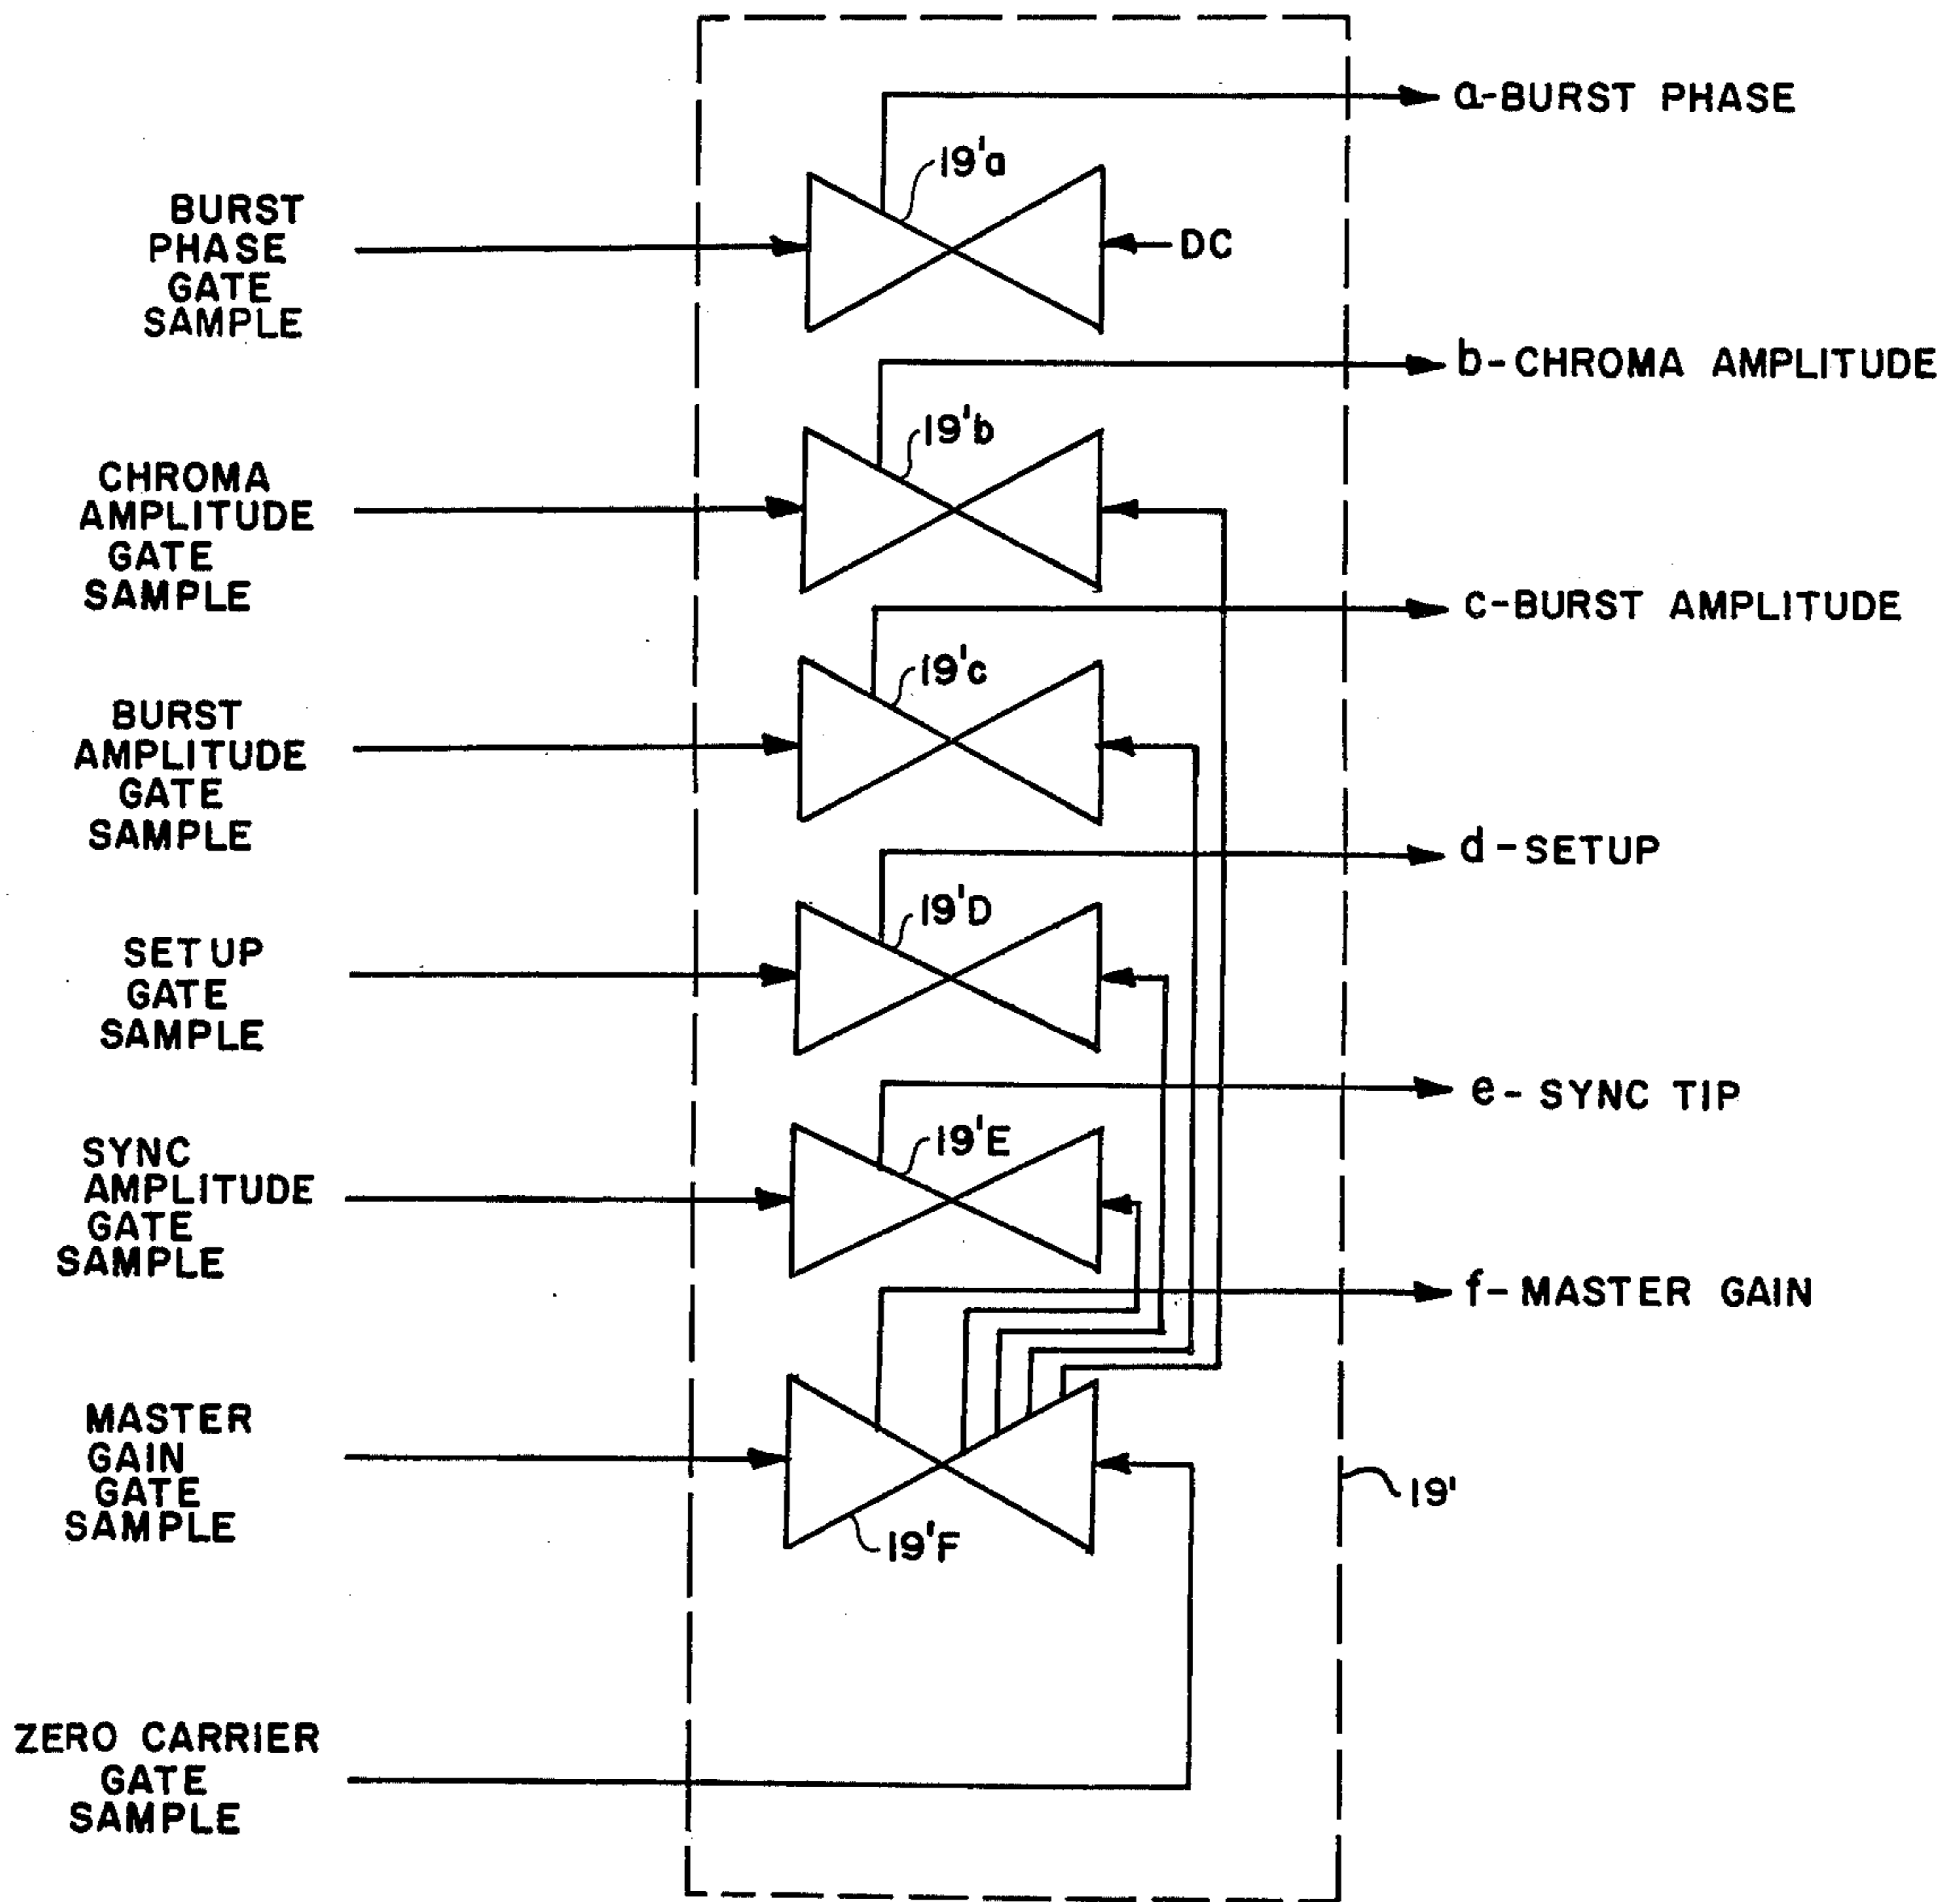 a-BURST PHASE
19'a
BURST
PHASE
GATE
SAMPLE
DC
b-CHROMA AMPLITUDE
19'b
CHROMA
AMPLITUDE
GATE
SAMPLE
c-BURST AMPLITUDE
19'c
BURST
AMPLITUDE
GATE
SAMPLE
d-SETUP
19'D
SETUP
GATE
SAMPLE
e- SYNC TIP
19'E
SYNC
AMPLITUDE
GATE
SAMPLE
f- MASTER GAIN
MASTER
GAIN
GATE
SAMPLE
19'
19'F
ZERO CARRIER
GATE
SAMPLE